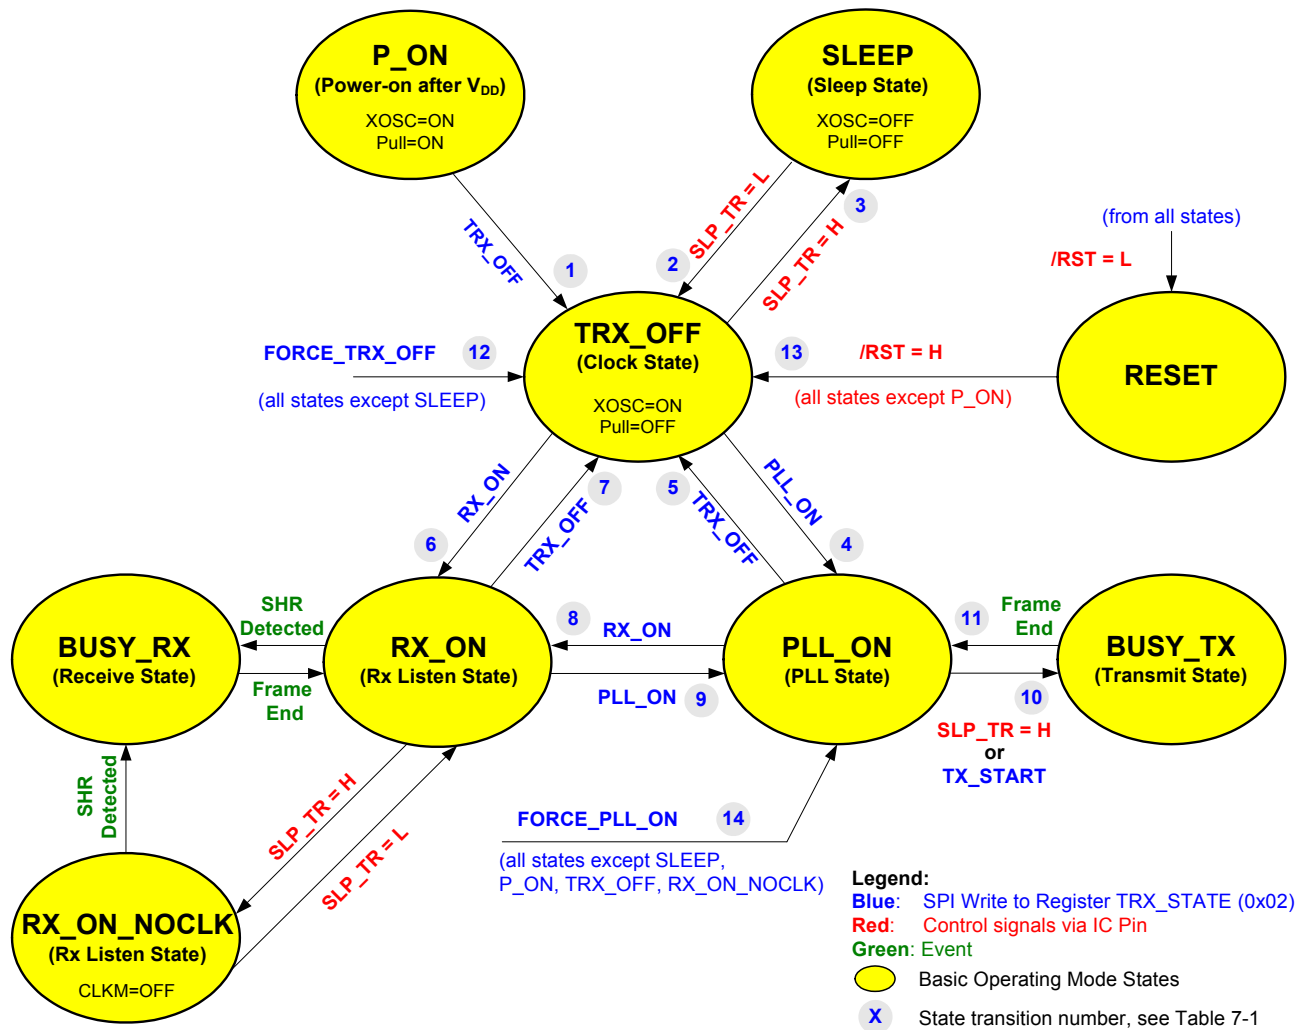 P_ON
(Power-on after VDD)
XOSC=ON
Pull=ON
SLEEP
(Sleep State)
XOSC=OFF
Pull=OFF
TRX_OFF
1
2
SLP_TR = L
SLP_TR = H
3
(from all states)
/RST = L
FORCE_TRX_OFF
12
(all states except SLEEP)
TRX_OFF
(Clock State)
XOSC=ON
Pull=OFF
13
/RST = H
(all states except P_ON)
RESET
6
RX_ON
7
TRX_OFF
5
TRX_OFF
PLL_ON
4
BUSY_RX
(Receive State)
SHR
Detected
Frame
End
RX_ON
(Rx Listen State)
8
RX_ON
PLL_ON
9
PLL_ON
(PLL State)
11
Frame
End
10
SLP_TR = H
or
TX_START
BUSY_TX
(Transmit State)
SHR
Detected
SLP_TR = H
SLP_TR = L
FORCE_PLL_ON
14
(all states except SLEEP,
P_ON, TRX_OFF, RX_ON_NOCLK)
RX_ON_NOCLK
(Rx Listen State)
CLKM=OFF
Legend:
Blue: SPI Write to Register TRX_STATE (0x02)
Red: Control signals via IC Pin
Green: Event
Basic Operating Mode States
X State transition number, see Table 7-1